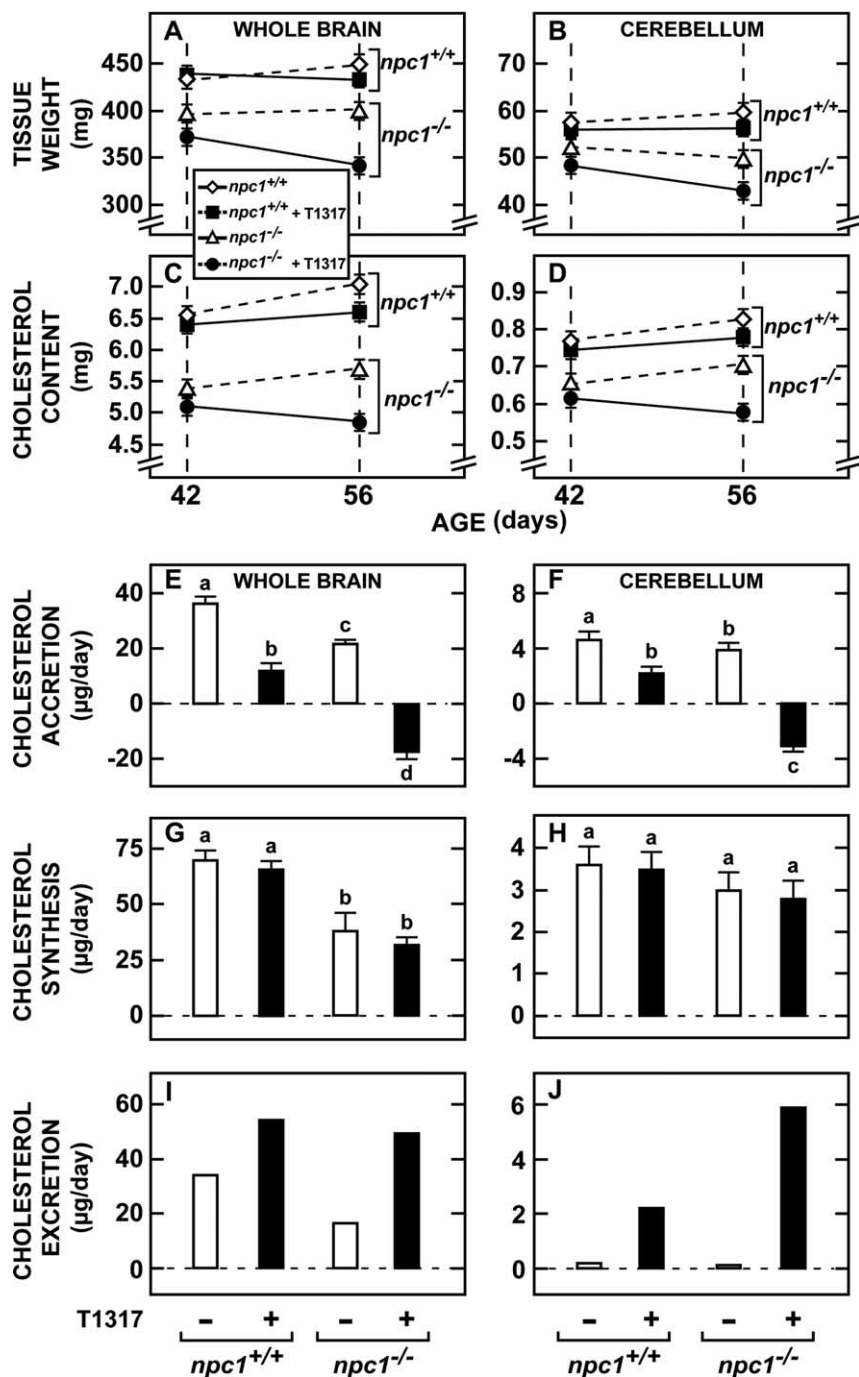 A WHOLE BRAIN
B CEREBELLUM
TISSUE WEIGHT (mg)
450
400
350
300
npc1+/+
npc1-/-
70
60
50
40
npc1+/+
npc1-/-
npc1+/+
npc1+/+ + T1317
npc1-/-
npc1-/- + T1317
C
D
CHOLESTEROL CONTENT (mg)
7.0
6.5
6.0
5.5
5.0
4.5
npc1+/+
npc1-/-
0.9
0.8
0.7
0.6
0.5
npc1+/+
npc1-/-
42 56 42 56
AGE (days)
E WHOLE BRAIN
F CEREBELLUM
CHOLESTEROL ACCRETION (µg/day)
40
20
0
-20
a b c d
8
4
0
-4
a b b c
G
H
CHOLESTEROL SYNTHESIS (µg/day)
75
50
25
0
a a b b
4
3
2
1
0
a a a a
I
J
CHOLESTEROL EXCRETION (µg/day)
60
40
20
0
6
4
2
0
T1317 - + - + - + - +
npc1+/+ npc1-/- npc1+/+ npc1-/-